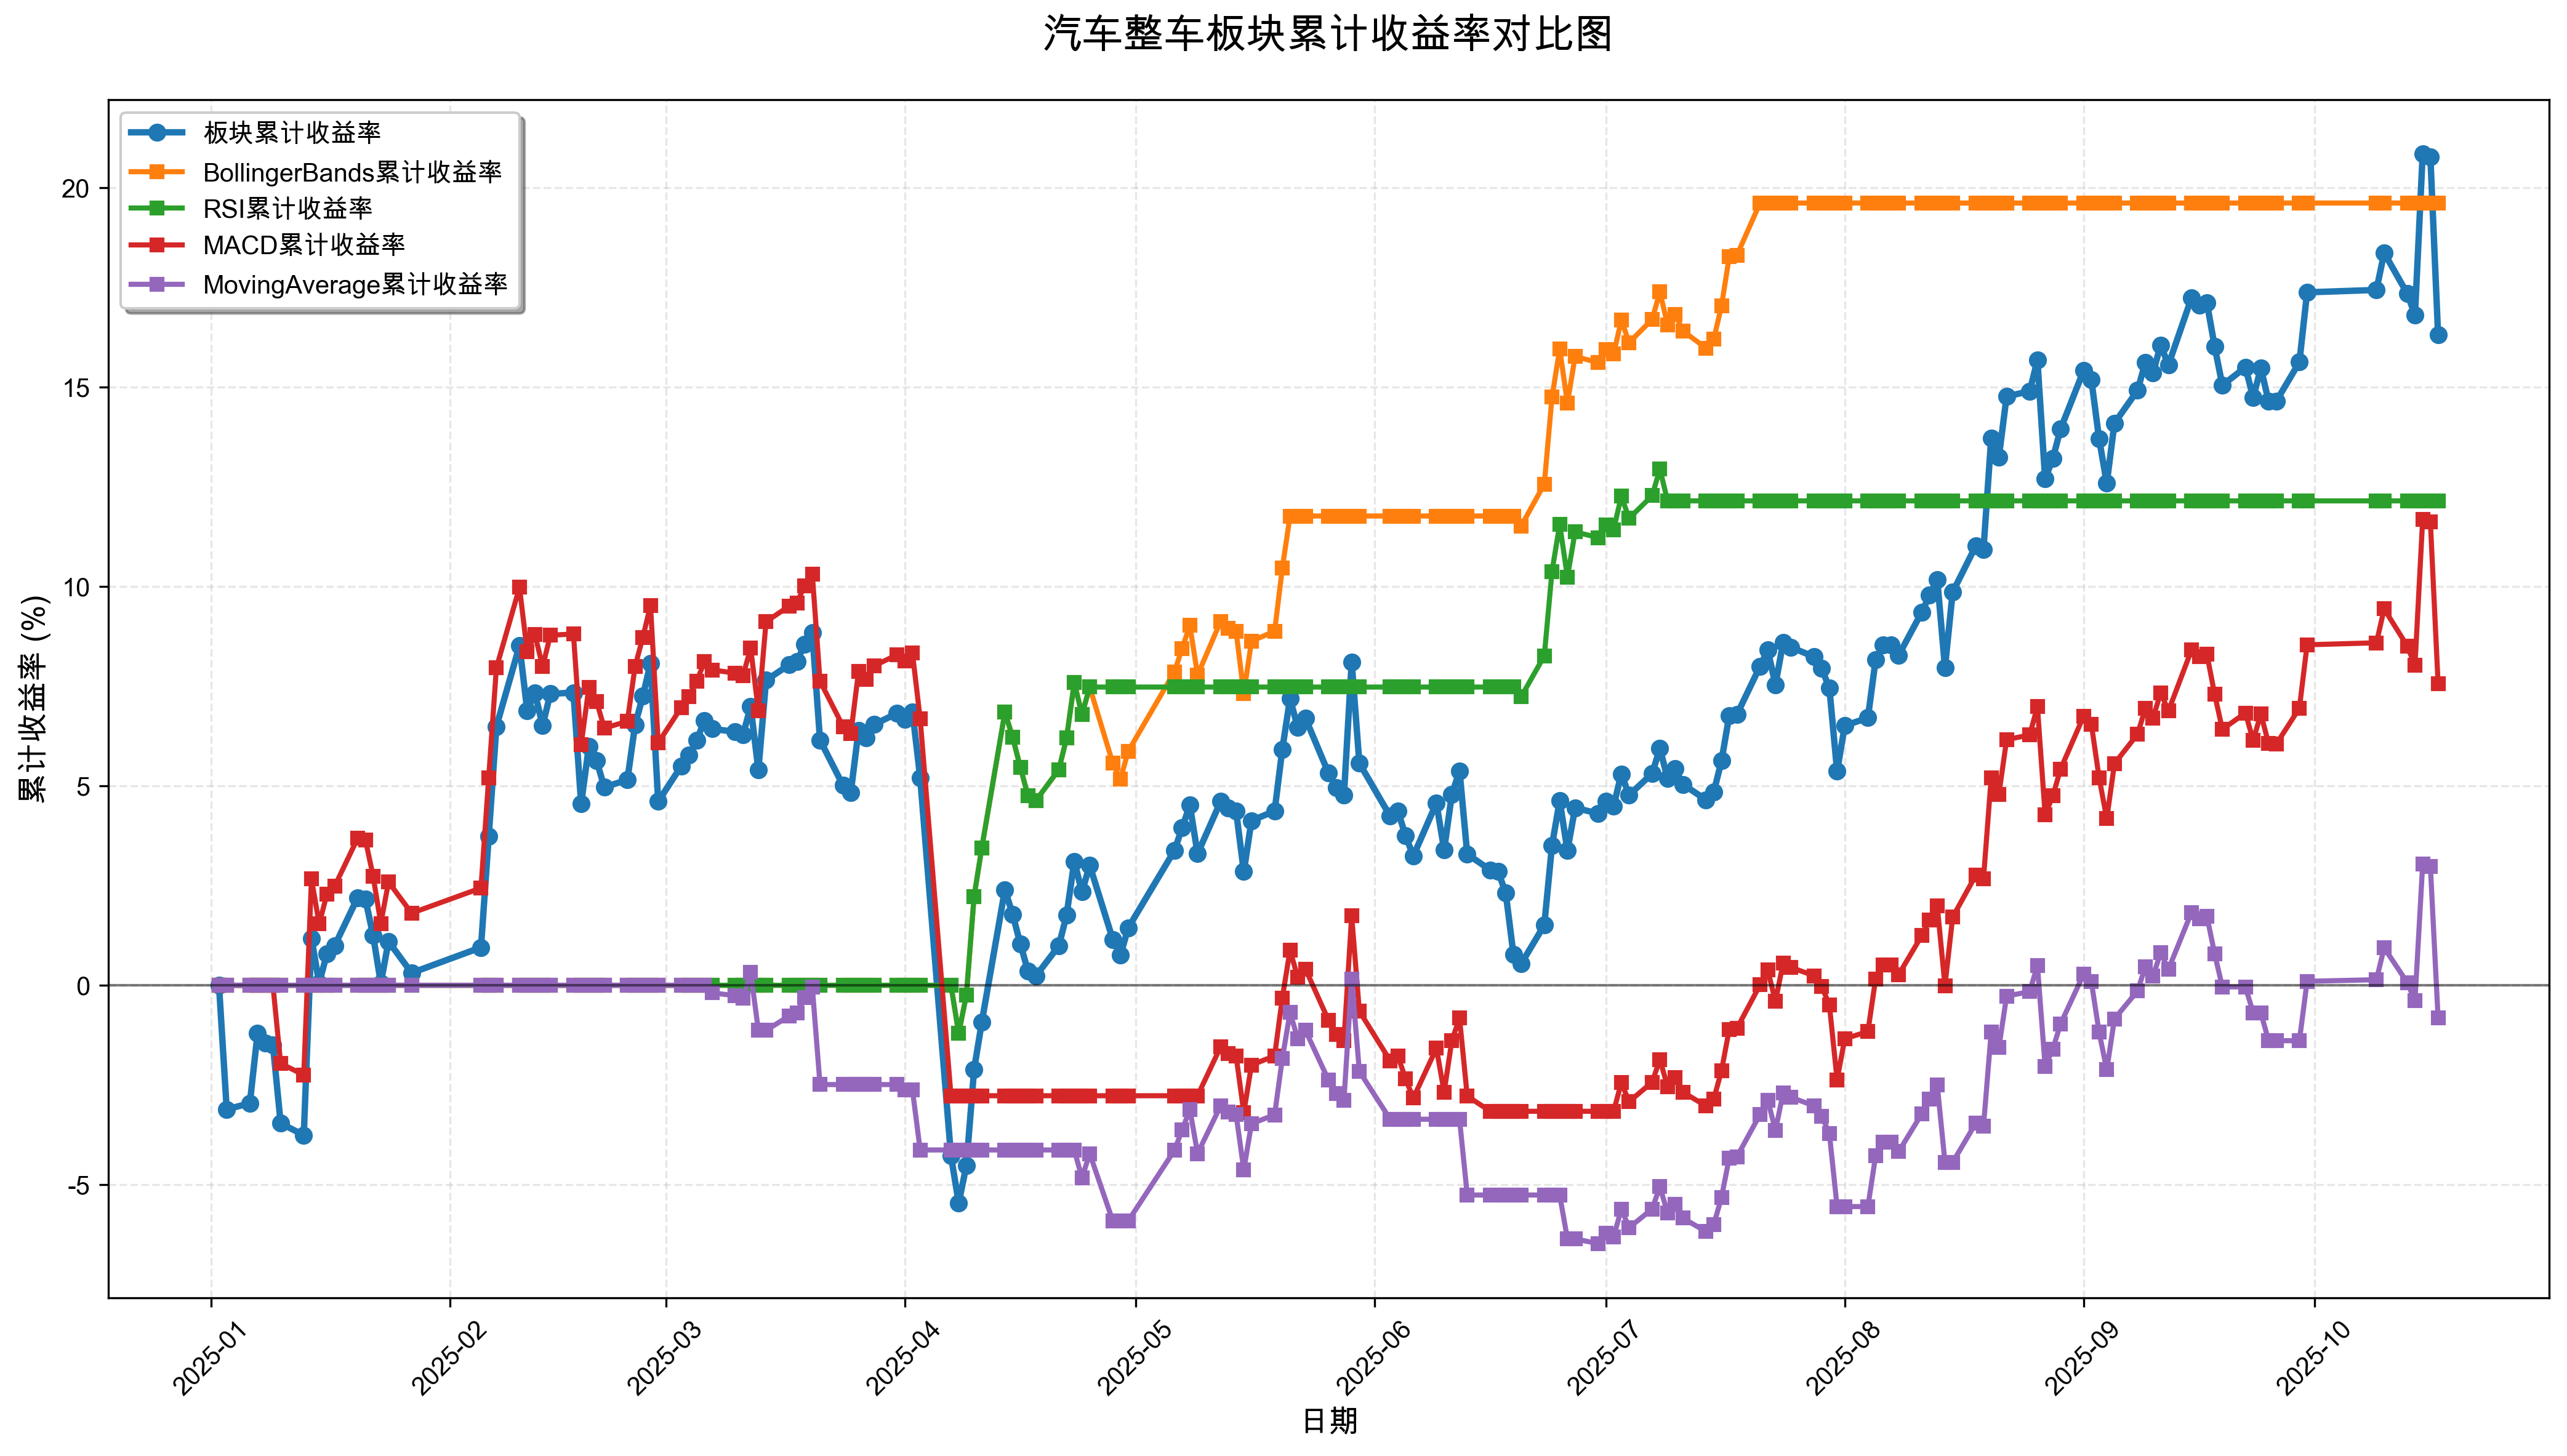 汽车整车板块累计收益率对比图
板块累计收益率
BollingerBands累计收益率
RSI累计收益率
MACD累计收益率
MovingAverage累计收益率
累计收益率 (%)
20
15
10
5
0
-5
2025-01
2025-02
2025-03
2025-04
2025-05
2025-06
2025-07
2025-08
2025-09
2025-10
日期